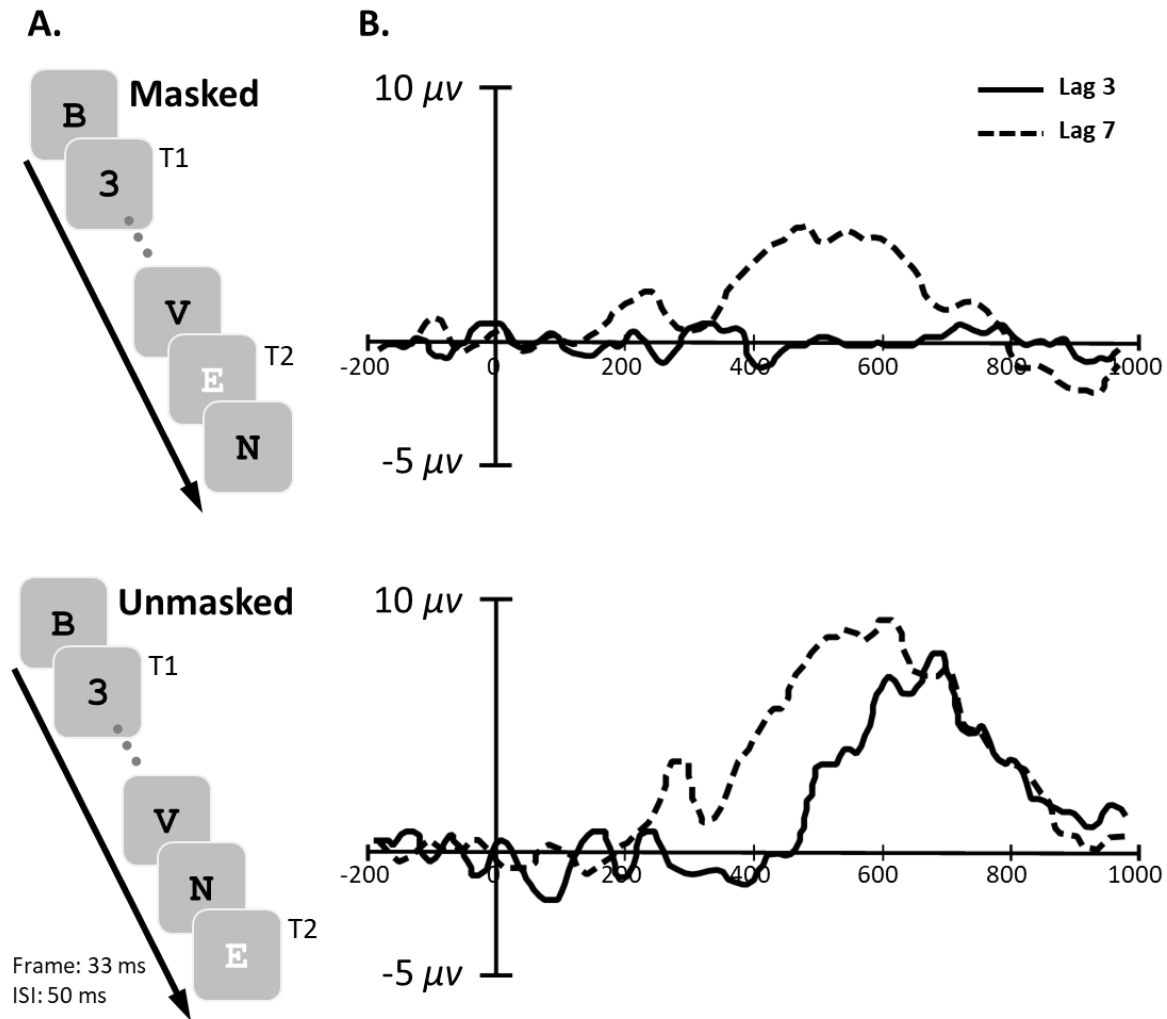 A.
B.
Masked
B
3
T1
V
E
T2
N
10 μv
Lag 3
Lag 7
-200 0 200 400 600 800 1000
-5 μv
Unmasked
B
3
T1
V
N
E
T2
Frame: 33 ms
ISI: 50 ms
10 μv
-200 0 200 400 600 800 1000
-5 μv